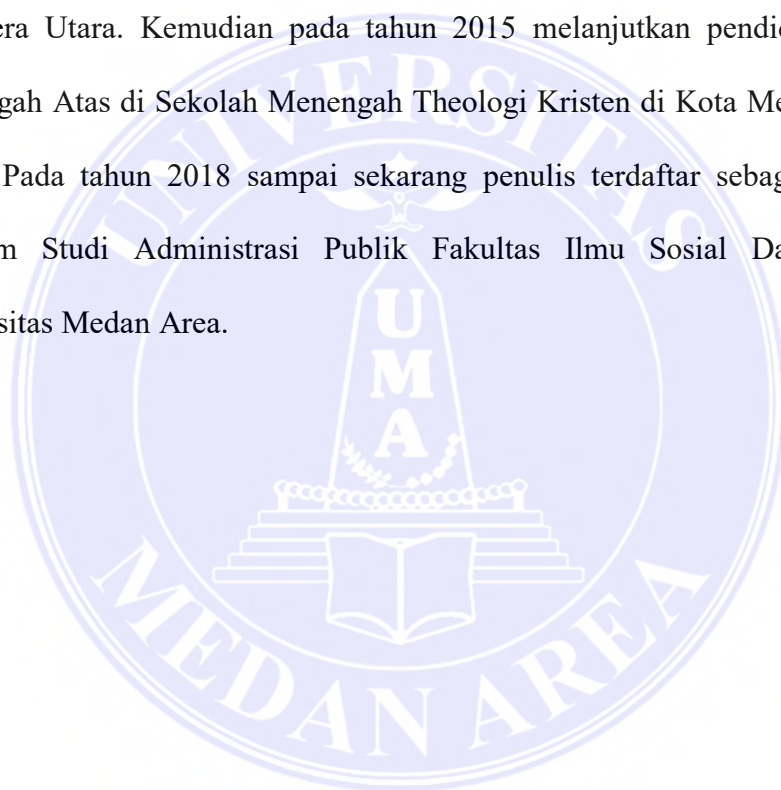 era Utara. Kemudian pada tahun 2015 melanjutkan pendid
gah Atas di Sekolah Menengah Theologi Kristen di Kota Me
Pada tahun 2018 sampai sekarang penulis terdaftar sebag
m Studi Administrasi Publik Fakultas Ilmu Sosial Da
sitas Medan Area.
UNIVERSITAS
U
M
A
MEDAN AREA